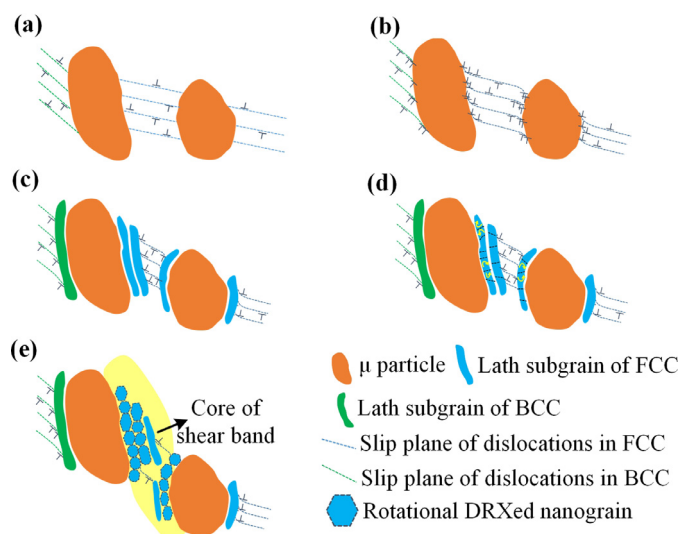 (a)
(b)
(c)
(d)
(e)
Core of
shear band
μ particle
Lath subgrain of FCC
Lath subgrain of BCC
Slip plane of dislocations in FCC
Slip plane of dislocations in BCC
Rotational DRXed nanograin